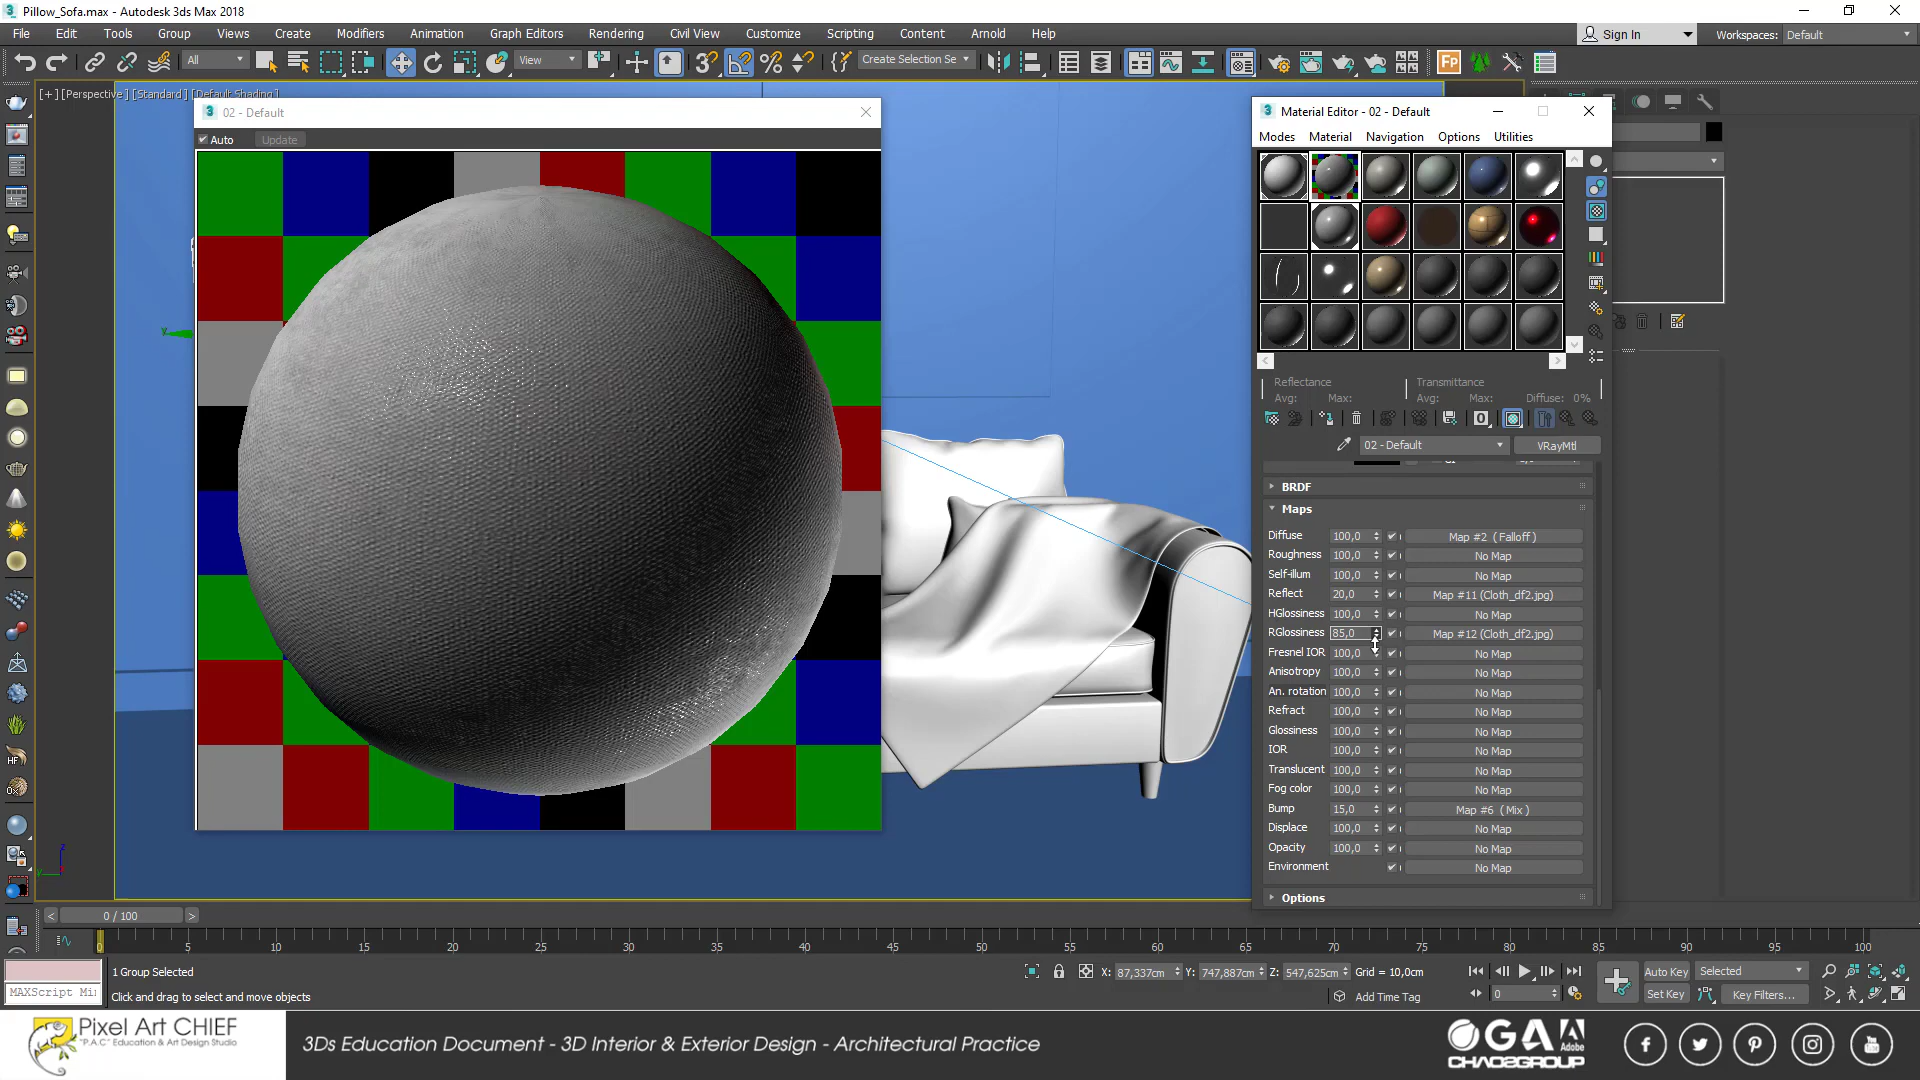 Pillow_Sofa.max - Autodesk 3ds Max 2018
File Edit Tools Group Views Create Modifiers Animation Graph Editors Rendering Civil View Customize Scripting Content Arnold Help
Sign In Workspaces: Default
All View Create Selection Se
[+] [Perspective] [Standard] [Default Shading]
02 - Default
Auto Update
Material Editor - 02 - Default
Modes Material Navigation Options Utilities
Reflectance Transmittance
Avg: Max: Avg: Max: Diffuse: 0%
02 - Default VRayMtl
BRDF
Maps
Diffuse 100,0 Map #2 ( Falloff )
Roughness 100,0 No Map
Self-illum 100,0 No Map
Reflect 20,0 Map #11 (Cloth_df2.jpg)
HGlossiness 100,0 No Map
RGlossiness 85,0 Map #12 (Cloth_df2.jpg)
Fresnel IOR 100,0 No Map
Anisotropy 100,0 No Map
An. rotation 100,0 No Map
Refract 100,0 No Map
Glossiness 100,0 No Map
IOR 100,0 No Map
Translucent 100,0 No Map
Fog color 100,0 No Map
Bump 15,0 Map #6 ( Mix )
Displace 100,0 No Map
Opacity 100,0 No Map
Environment No Map
Options
0 / 100
0 5 10 15 20 25 30 35 40 45 50 55 60 65 70 75 80 85 90 95 100
1 Group Selected
X: 87,337cm Y: 747,887cm Z: 547,625cm Grid = 10,0cm
Auto Key Selected
MAXScript Mi
Click and drag to select and move objects
Add Time Tag
0
Set Key Key Filters...
Pixel Art CHIEF
"P.A.C" Education & Art Design Studio
3Ds Education Document - 3D Interior & Exterior Design - Architectural Practice
GA Adobe
CHAOSGROUP
You Tube